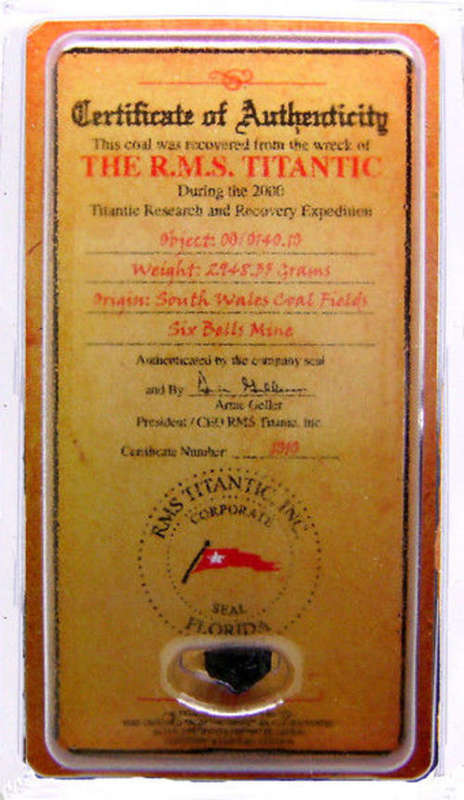 Certificate of Authenticity
This coal was recovered from the wreck of
THE R.M.S. TITANTIC
During the 2000
Titantic Research and Recovery Expedition
Object: 00/0140.10
Weight: 2948.35 Grams
Origin: South Wales Coal Fields
Six Bells Mine
Authenticated by the company seal
and By
Arnie Geller
President / CEO RMS Titanic, Inc.
Certificate Number
RMS TITANTIC, INC.
CORPORATE
SEAL
FLORIDA